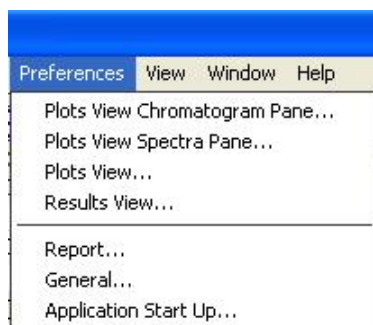 Preferences View Window Help
Plots View Chromatogram Pane...
Plots View Spectra Pane...
Plots View...
Results View...
Report...
General...
Application Start Up...